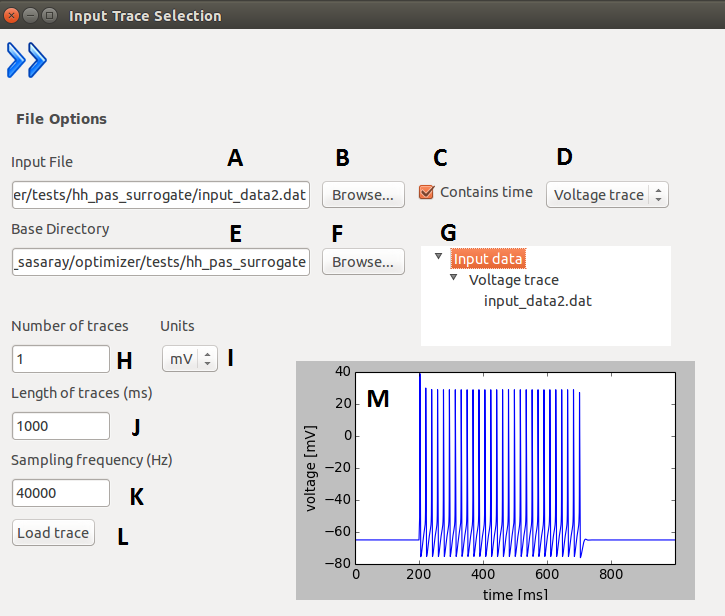 Input Trace Selection
File Options
A B C D
Input File
er/tests/hh_pas_surrogate/input_data2.dat Browse... Contains time Voltage trace
Base Directory E F G
_sasaray/optimizer/tests/hh_pas_surrogate Browse... Input data
Voltage trace
input_data2.dat
Number of traces Units
1 H mV I
Length of traces (ms)
1000 J
Sampling frequency (Hz)
40000 K
Load trace L
M
voltage [mV]
40
20
0
−20
−40
−60
−80
0 200 400 600 800
time [ms]